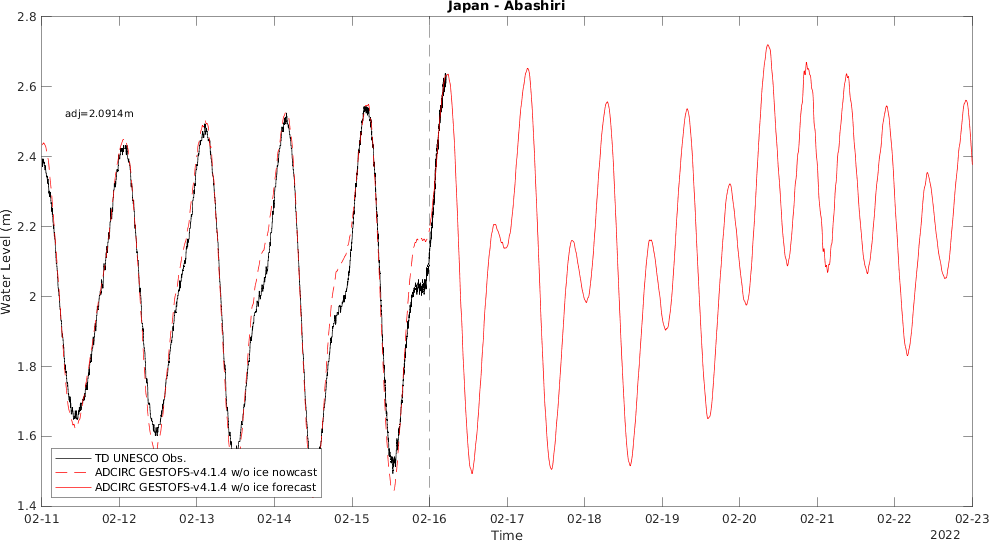 Japan - Abashiri
2.8
2.6
2.4
2.2
2
1.8
1.6
1.4
Water Level (m)
adj=2.0914m
TD UNESCO Obs.
ADCIRC GESTOFS-v4.1.4 w/o ice nowcast
ADCIRC GESTOFS-v4.1.4 w/o ice forecast
02-11 02-12 02-13 02-14 02-15 02-16 02-17 02-18 02-19 02-20 02-21 02-22 02-23
Time
2022